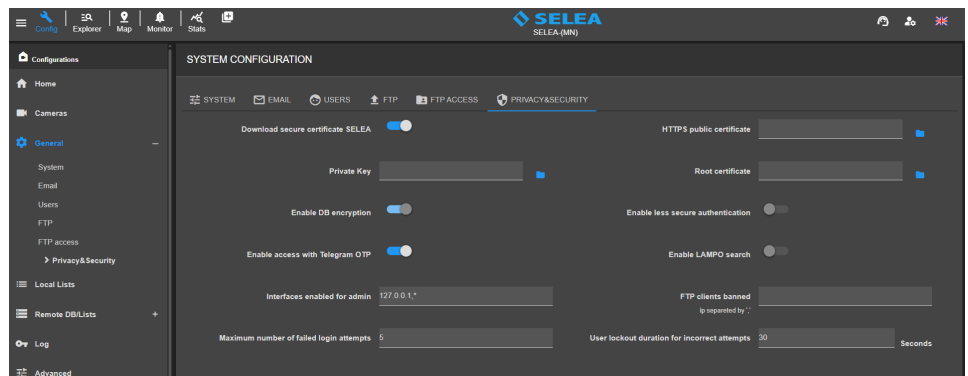 Config
Explorer
Map
Monitor
Stats
SELEA
SELEA-(MN)
Configurations
Home
Cameras
General
System
Email
Users
FTP
FTP access
Privacy&Security
Local Lists
Remote DB/Lists
Log
Advanced
SYSTEM CONFIGURATION
SYSTEM EMAIL USERS FTP FTP ACCESS PRIVACY&SECURITY
Download secure certificate SELEA
HTTPS public certificate
Private Key
Root certificate
Enable DB encryption
Enable less secure authentication
Enable access with Telegram OTP
Enable LAMPO search
Interfaces enabled for admin 127.0.0.1,*
FTP clients banned
ip separeted by ','
Maximum number of failed login attempts 5
User lockout duration for incorrect attempts 30 Seconds